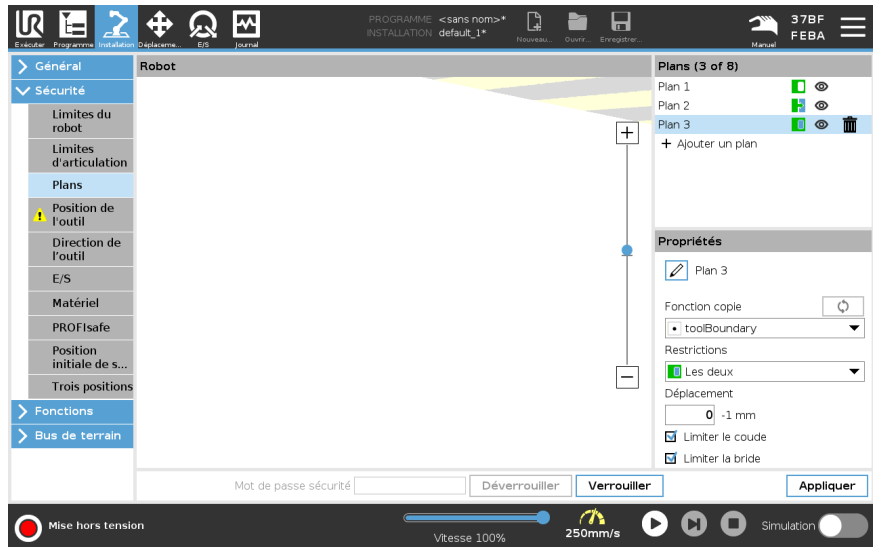 PROGRAMME <sans nom>*
INSTALLATION default_1*
Exécuter Programme Installation Déplaceme... E/S Journal
Nouveau... Ouvrir... Enregistrer...
Manuel
37BF
FEBA
Général
Sécurité
Limites du
robot
Limites
d'articulation
Plans
Position de
l'outil
Direction de
l'outil
E/S
Matériel
PROFIsafe
Position
initiale de s...
Trois positions
Fonctions
Bus de terrain
Robot
Plans (3 of 8)
Plan 1
Plan 2
Plan 3
+ Ajouter un plan
Propriétés
Plan 3
Fonction copie
toolBoundary
Restrictions
Les deux
Déplacement
0 -1 mm
Limiter le coude
Limiter la bride
Mot de passe sécurité Déverrouiller Verrouiller Appliquer
Mise hors tension
Vitesse 100%
250mm/s
Simulation